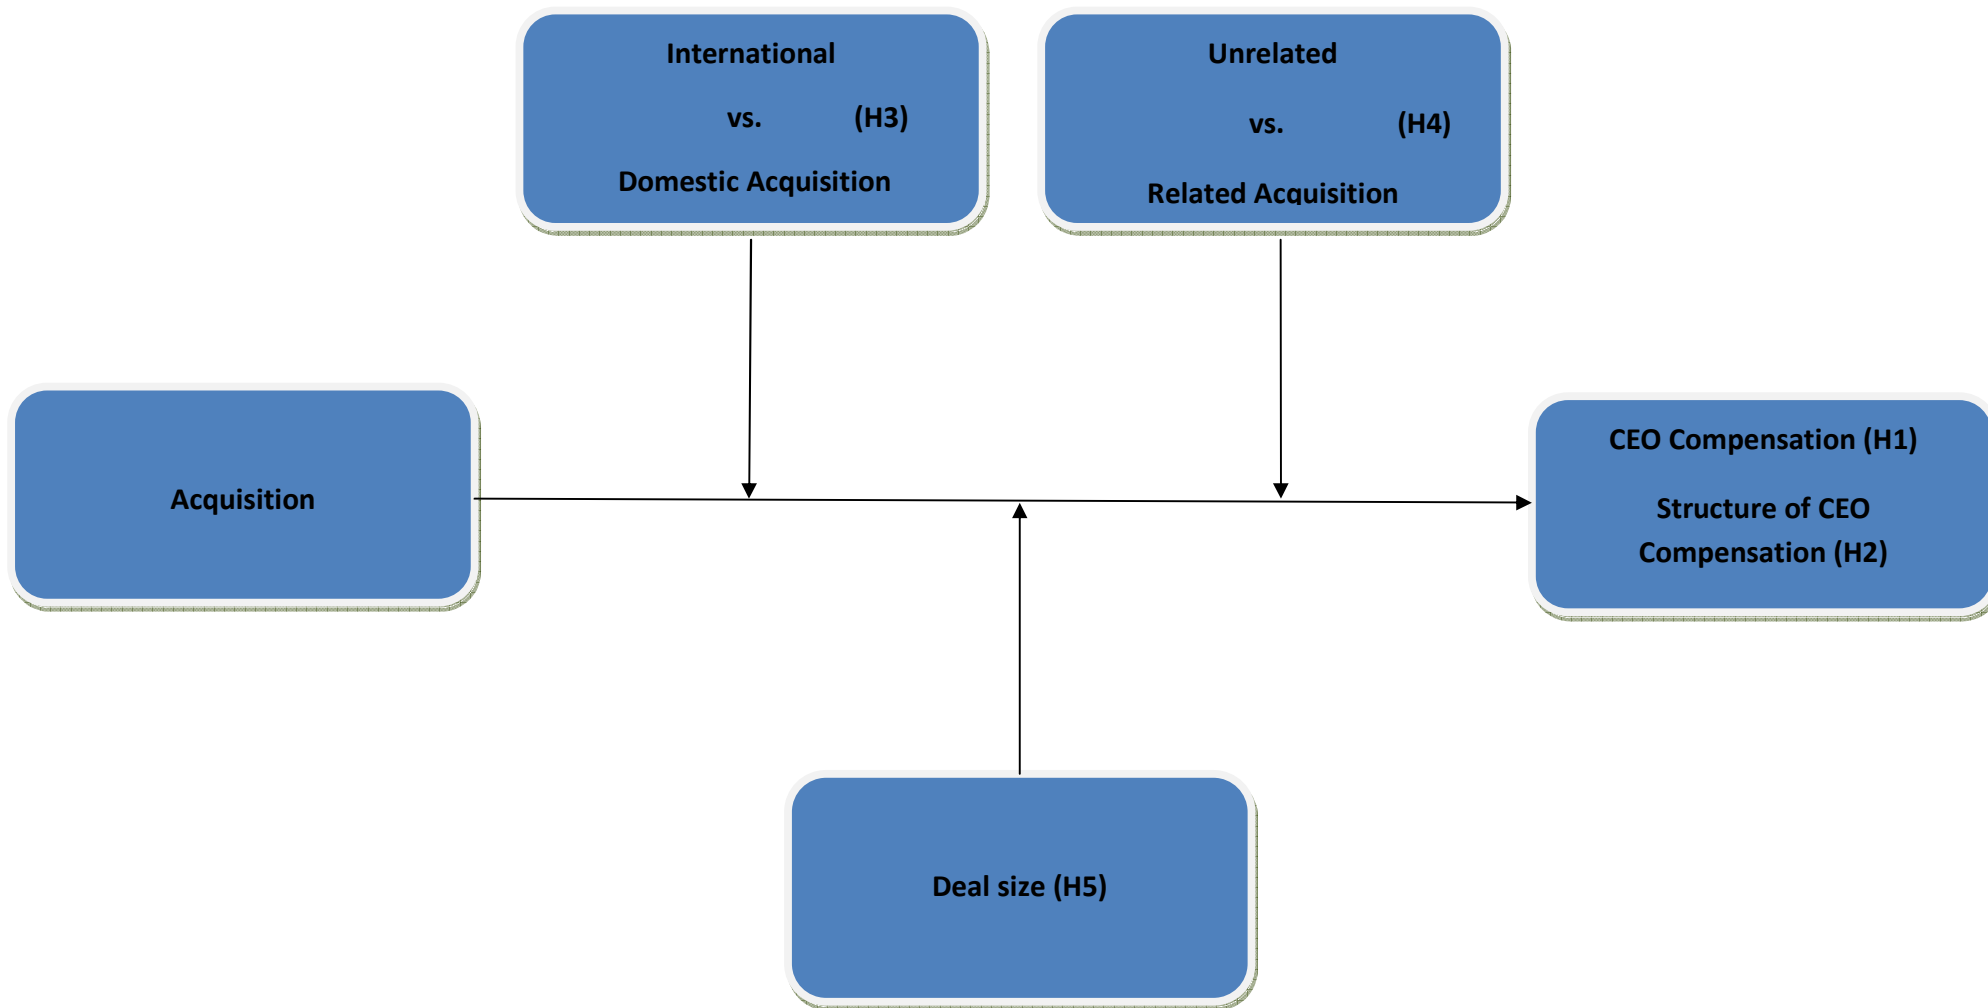 International
vs. (H3)
Domestic Acquisition
Unrelated
vs. (H4)
Related Acquisition
Acquisition
CEO Compensation (H1)
Structure of CEO
Compensation (H2)
Deal size (H5)